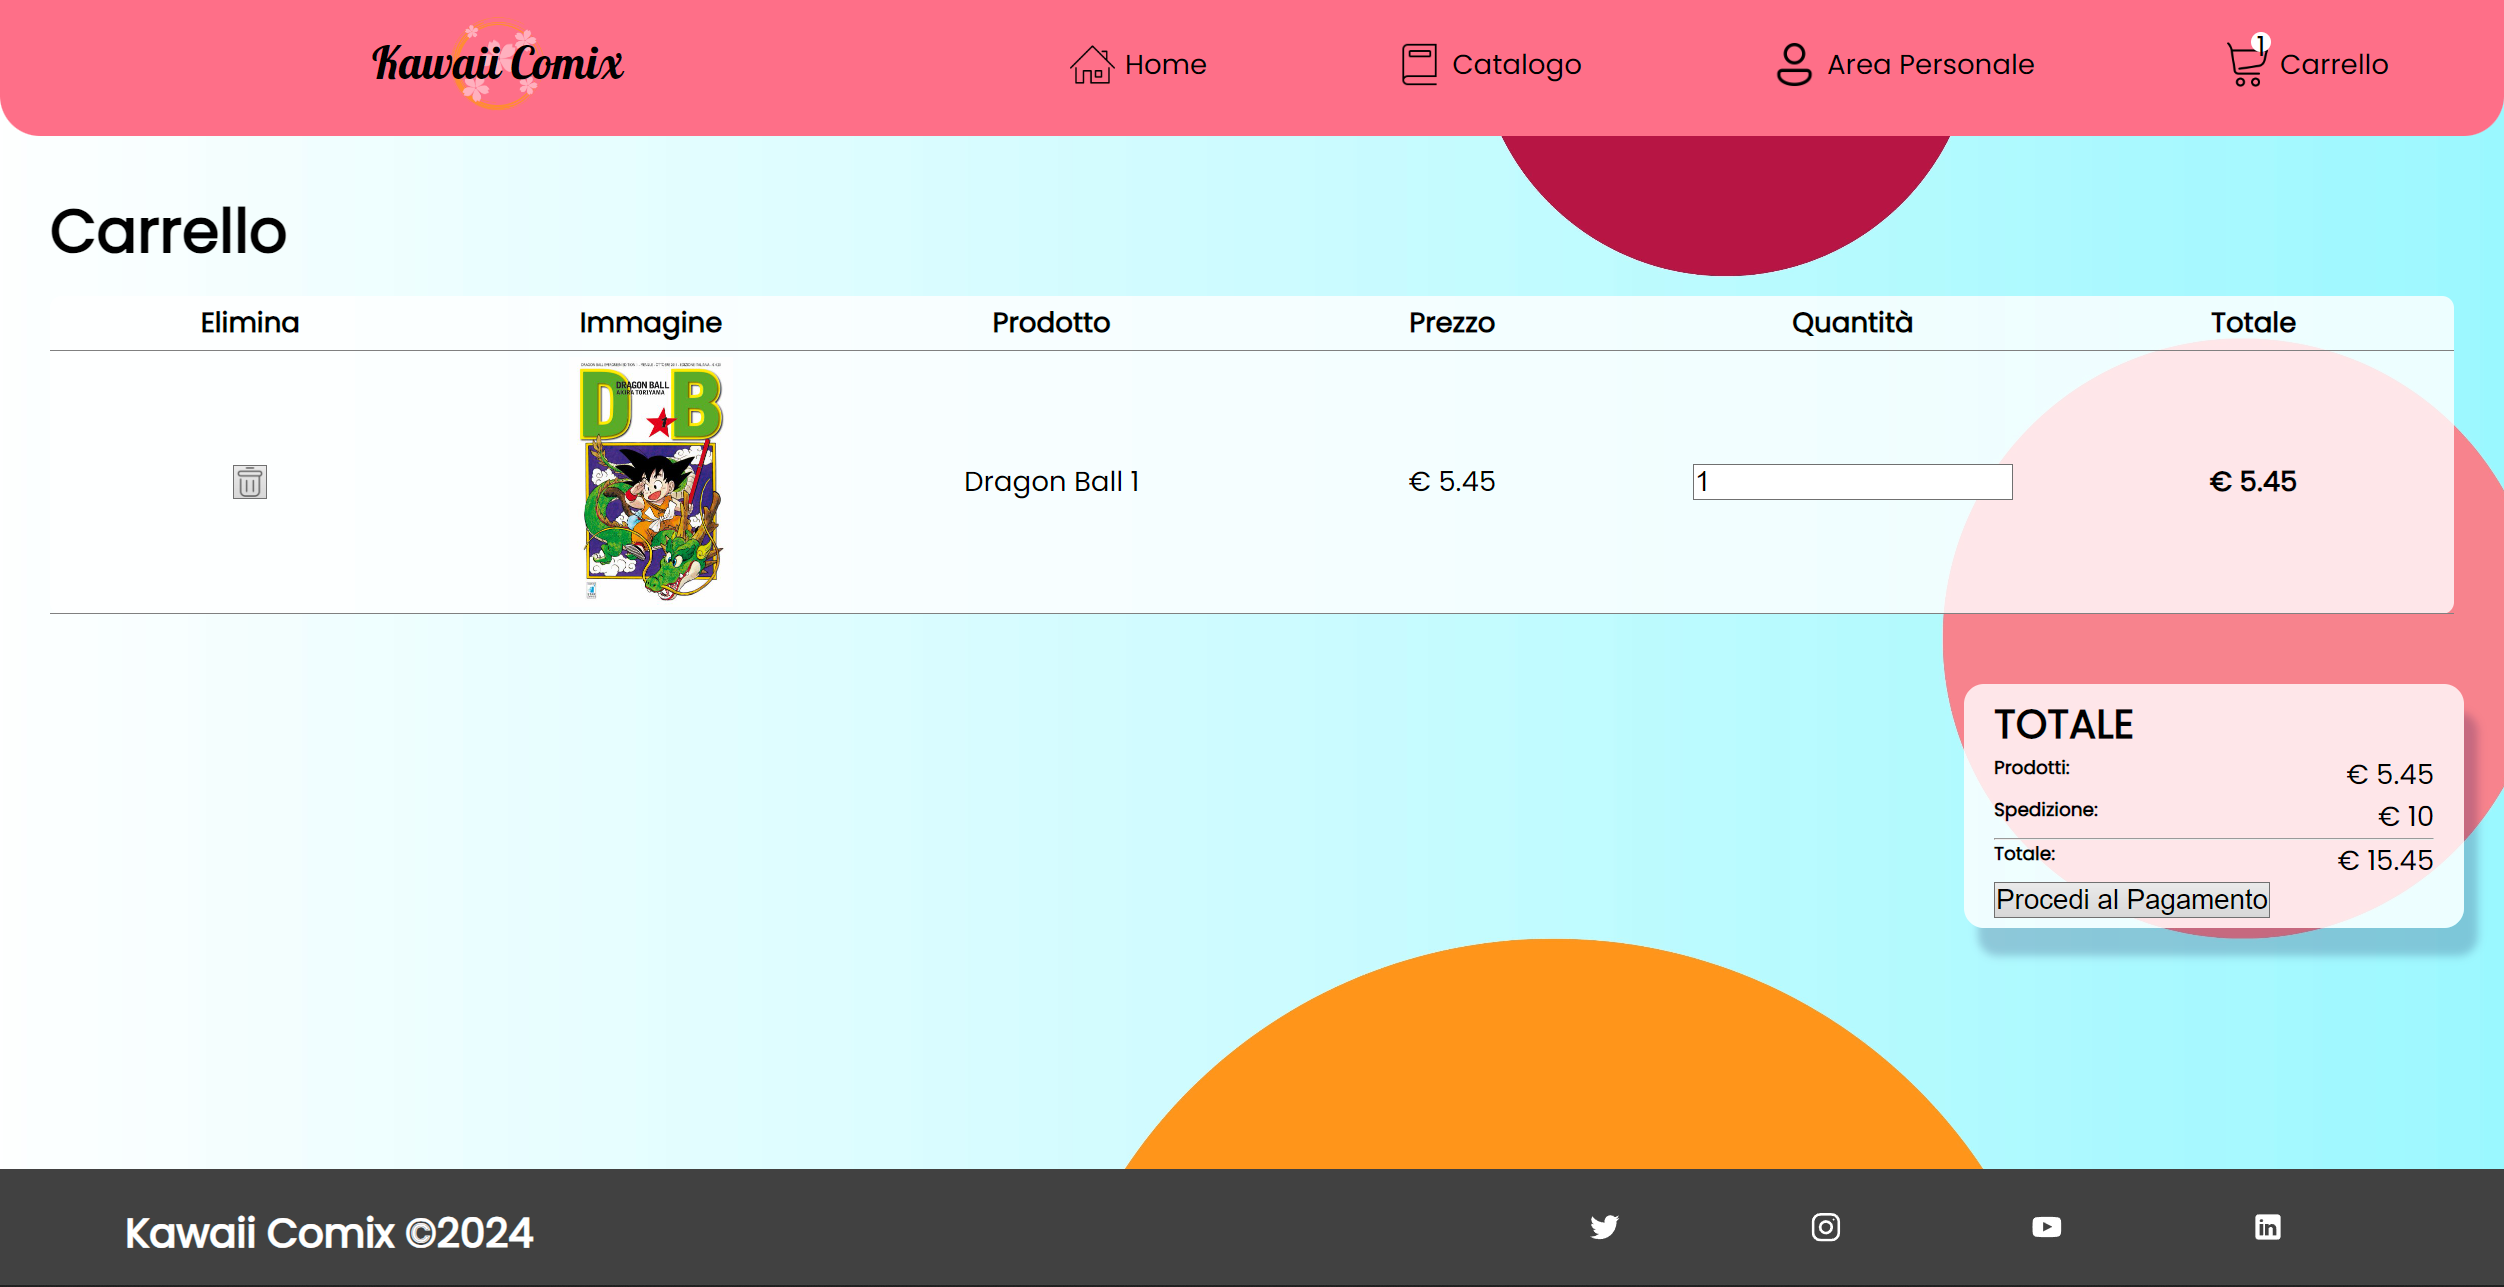 Kawaii Comix
Home
Catalogo
Area Personale
1
Carrello
Carrello
Elimina Immagine Prodotto Prezzo Quantità Totale
DRAGON BALL
AKIRA TORIYAMA
D B
Dragon Ball 1 € 5.45 1 € 5.45
TOTALE
Prodotti: € 5.45
Spedizione: € 10
Totale: € 15.45
Procedi al Pagamento
Kawaii Comix ©2024